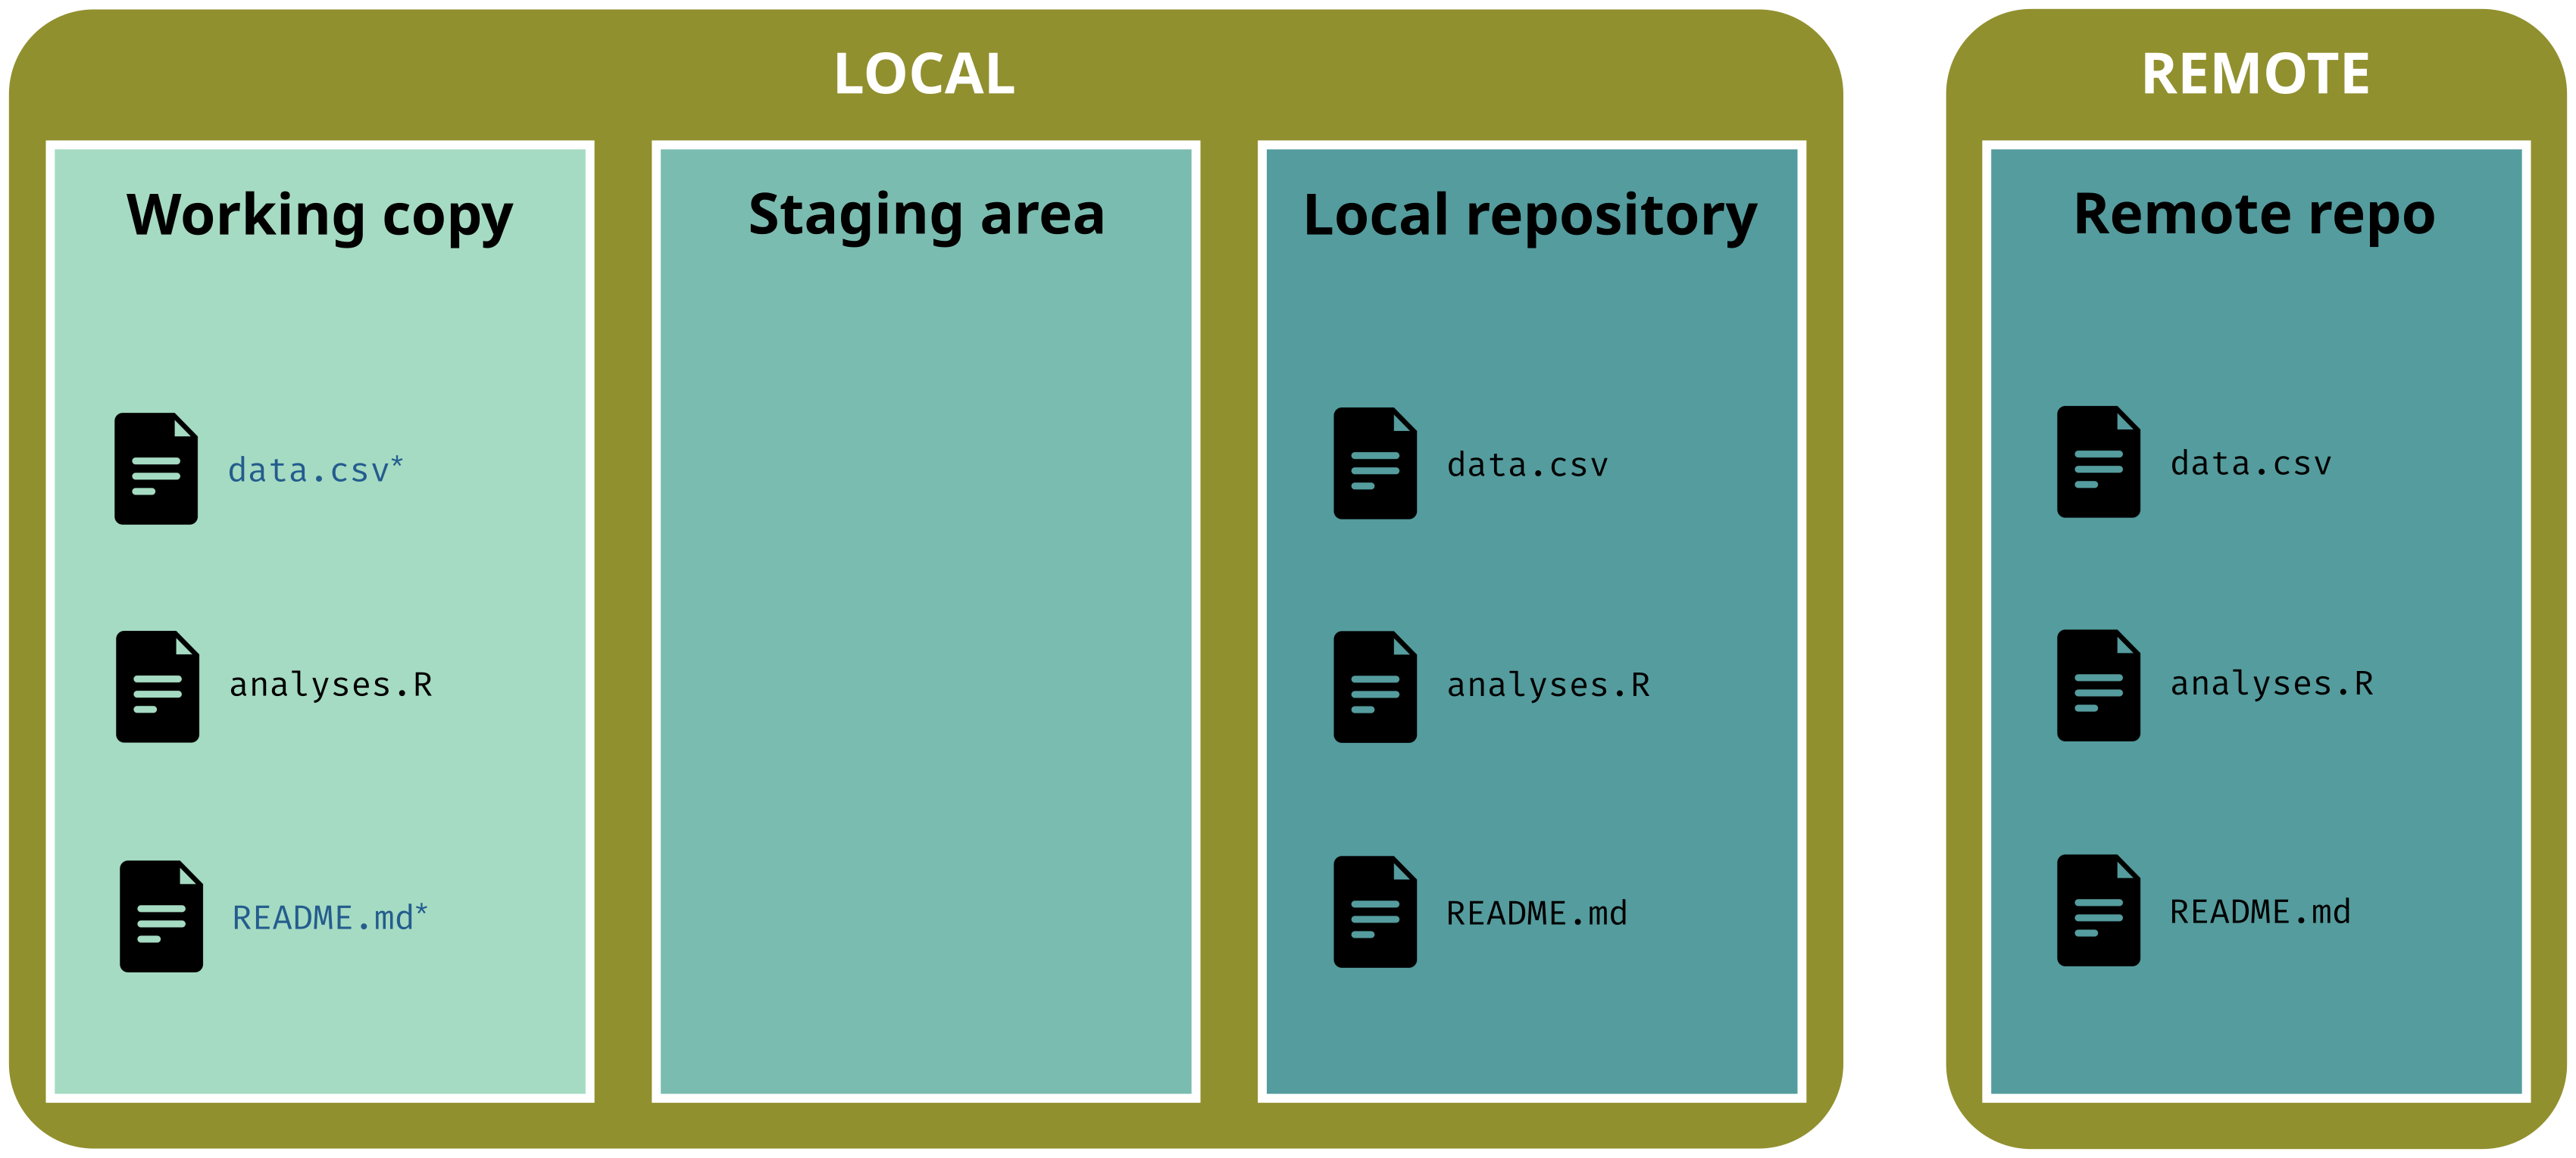 LOCAL
Working copy
data.csv*
analyses.R
README.md*
Staging area
Local repository
data.csv
analyses.R
README.md
REMOTE
Remote repo
data.csv
analyses.R
README.md